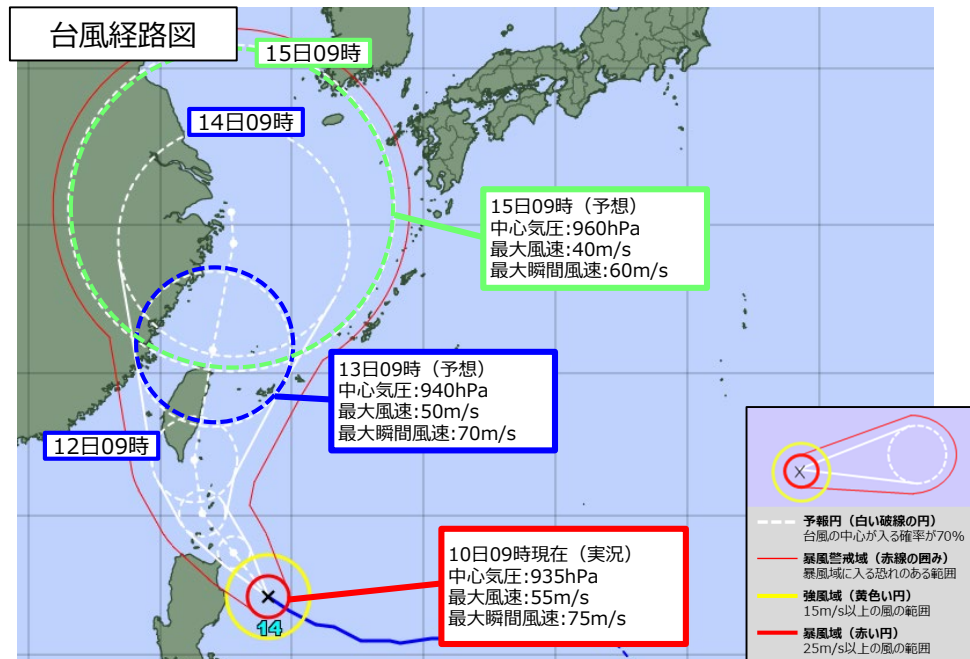 台風経路図
15日09時
14日09時
15日09時（予想）
中心気圧:960hPa
最大風速:40m/s
最大瞬間風速:60m/s
13日09時（予想）
中心気圧:940hPa
最大風速:50m/s
最大瞬間風速:70m/s
12日09時
10日09時現在（実況）
中心気圧:935hPa
最大風速:55m/s
最大瞬間風速:75m/s
14
予報円（白い破線の円）
台風の中心が入る確率が70%
暴風警戒域（赤線の囲み）
暴風域に入る恐れのある範囲
強風域（黄色い円）
15m/s以上の風の範囲
暴風域（赤い円）
25m/s以上の風の範囲